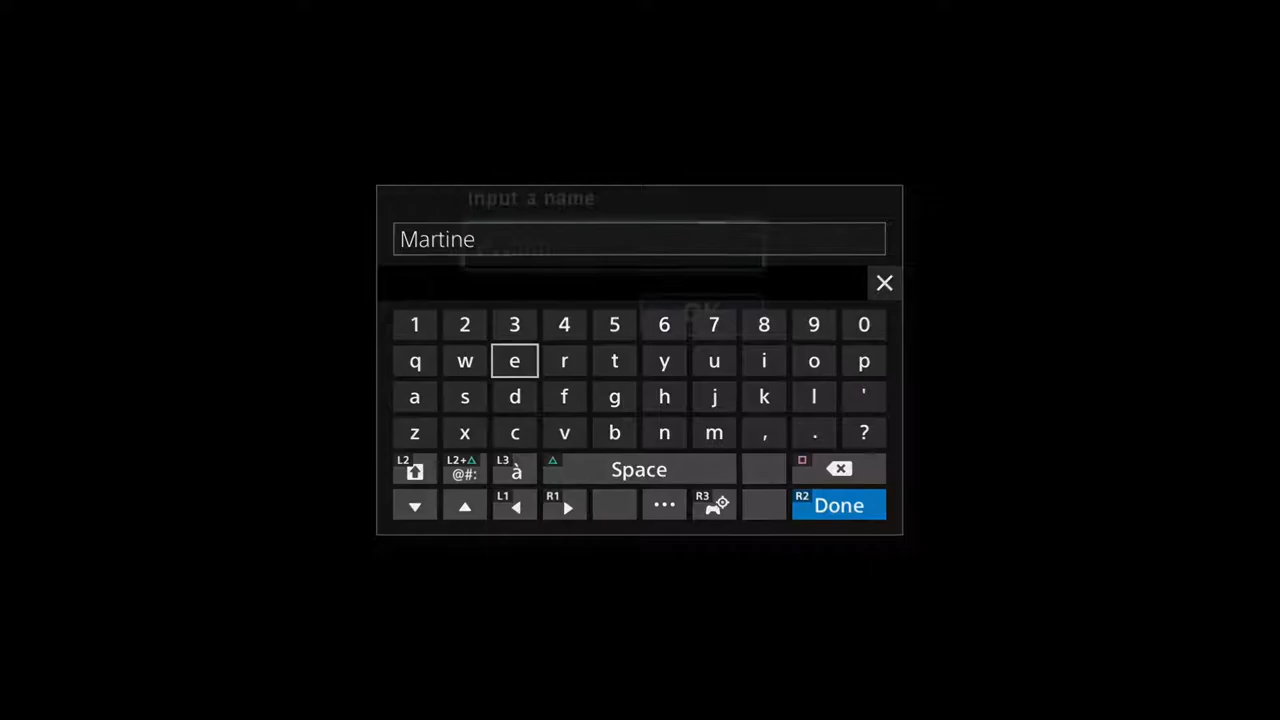 Input a name
Martine
OK
1 2 3 4 5 6 7 8 9 0
q w e r t y u i o p
a s d f g h j k l '
z x c v b n m , . ?
L2 L2+△ @#: L3 à △ Space □
L1 R1 ... R3 R2 Done